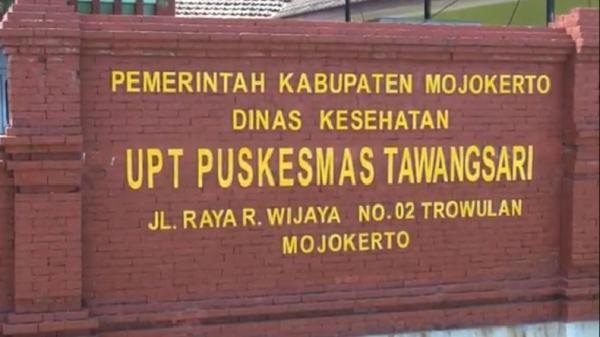 PEMERINTAH KABUPATEN MOJOKERTO
DINAS KESEHATAN
UPT PUSKESMAS TAWANGSARI
JL. RAYA R. WIJAYA NO. 02 TROWULAN
MOJOKERTO